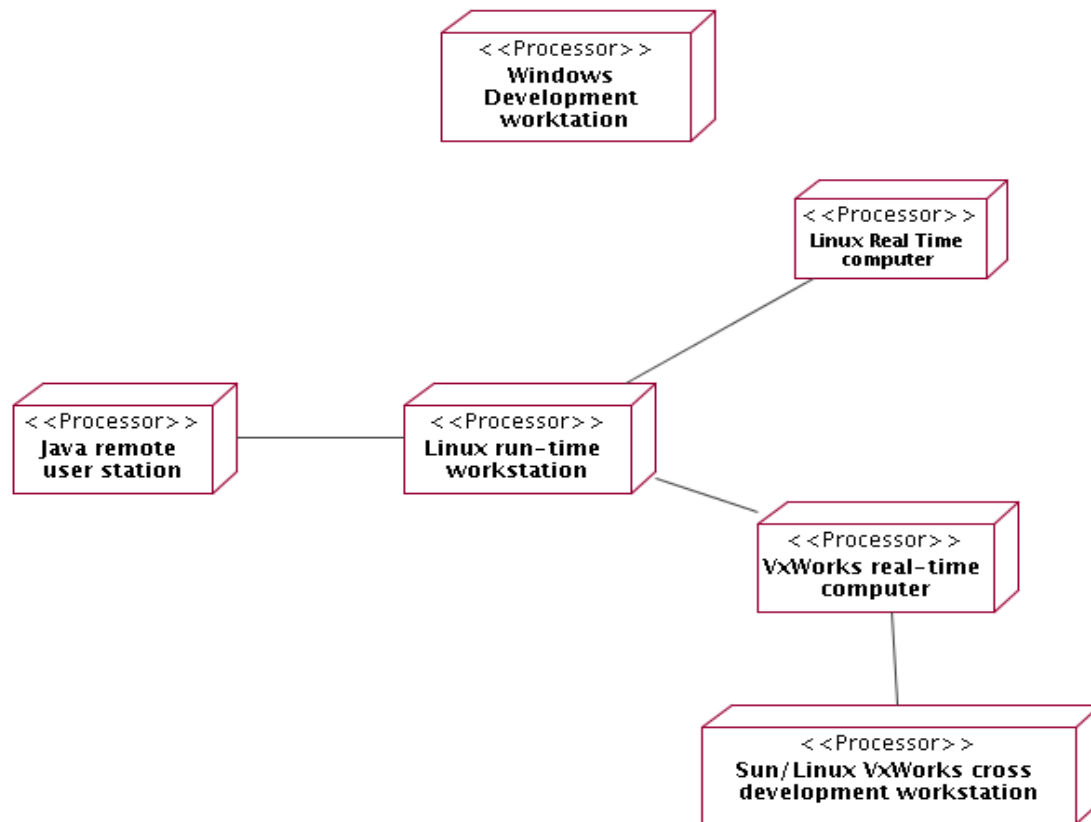 < <Processor> >
Windows
Development
worktation
< <Processor> >
Linux Real Time
computer
< <Processor> >
Java remote
user station
< <Processor> >
Linux run-time
workstation
< <Processor> >
VxWorks real-time
computer
< <Processor> >
Sun/Linux VxWorks cross
development workstation